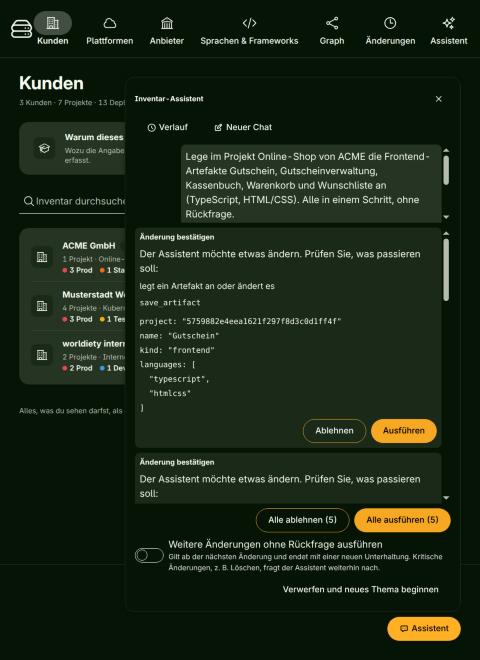 Kunden
Plattformen
Anbieter
Sprachen & Frameworks
Graph
Änderungen
Assistent
Kunden
3 Kunden · 7 Projekte · 13 Depl
Warum dieses
Wozu die Angabe
erfasst.
Inventar durchsuche
ACME GmbH
1 Projekt · Online-
3 Prod 1 Sta
Musterstadt We
4 Projekte · Kubern
3 Prod 1 Tes
worldiety intern
2 Projekte · Intern
2 Prod 1 Dev
Alles, was du sehen darfst, als
Inventar-Assistent
Verlauf
Neuer Chat
Lege im Projekt Online-Shop von ACME die Frontend-
Artefakte Gutschein, Gutscheinverwaltung,
Kassenbuch, Warenkorb und Wunschliste an
(TypeScript, HTML/CSS). Alle in einem Schritt, ohne
Rückfrage.
Änderung bestätigen
Der Assistent möchte etwas ändern. Prüfen Sie, was passieren
soll:
legt ein Artefakt an oder ändert es
save_artifact
project: "5759882e4eea1621f297f8d3c0d1ff4f"
name: "Gutschein"
kind: "frontend"
languages: [
"typescript",
"htmlcss"
]
Ablehnen
Ausführen
Änderung bestätigen
Der Assistent möchte etwas ändern. Prüfen Sie, was passieren
soll:
Alle ablehnen (5)
Alle ausführen (5)
Weitere Änderungen ohne Rückfrage ausführen
Gilt ab der nächsten Änderung und endet mit einer neuen Unterhaltung. Kritische
Änderungen, z. B. Löschen, fragt der Assistent weiterhin nach.
Verwerfen und neues Thema beginnen
Assistent